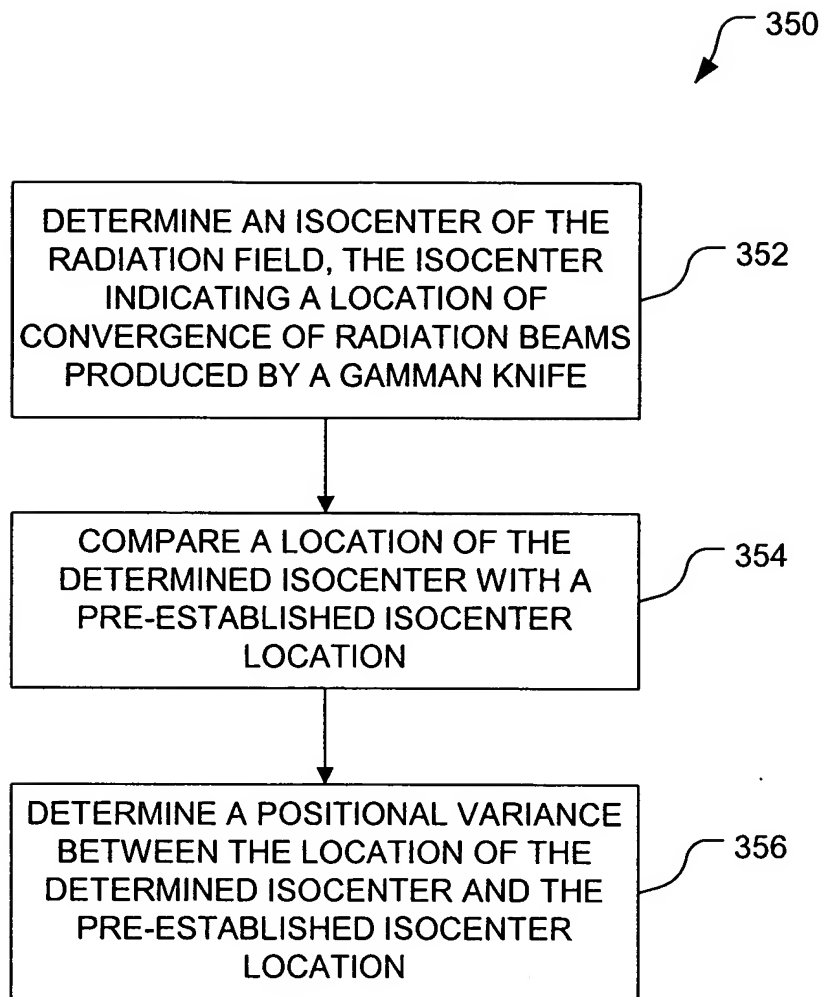 350
DETERMINE AN ISOCENTER OF THE
RADIATION FIELD, THE ISOCENTER
INDICATING A LOCATION OF
CONVERGENCE OF RADIATION BEAMS
PRODUCED BY A GAMMAN KNIFE
352
COMPARE A LOCATION OF THE
DETERMINED ISOCENTER WITH A
PRE-ESTABLISHED ISOCENTER
LOCATION
354
DETERMINE A POSITIONAL VARIANCE
BETWEEN THE LOCATION OF THE
DETERMINED ISOCENTER AND THE
PRE-ESTABLISHED ISOCENTER
LOCATION
356